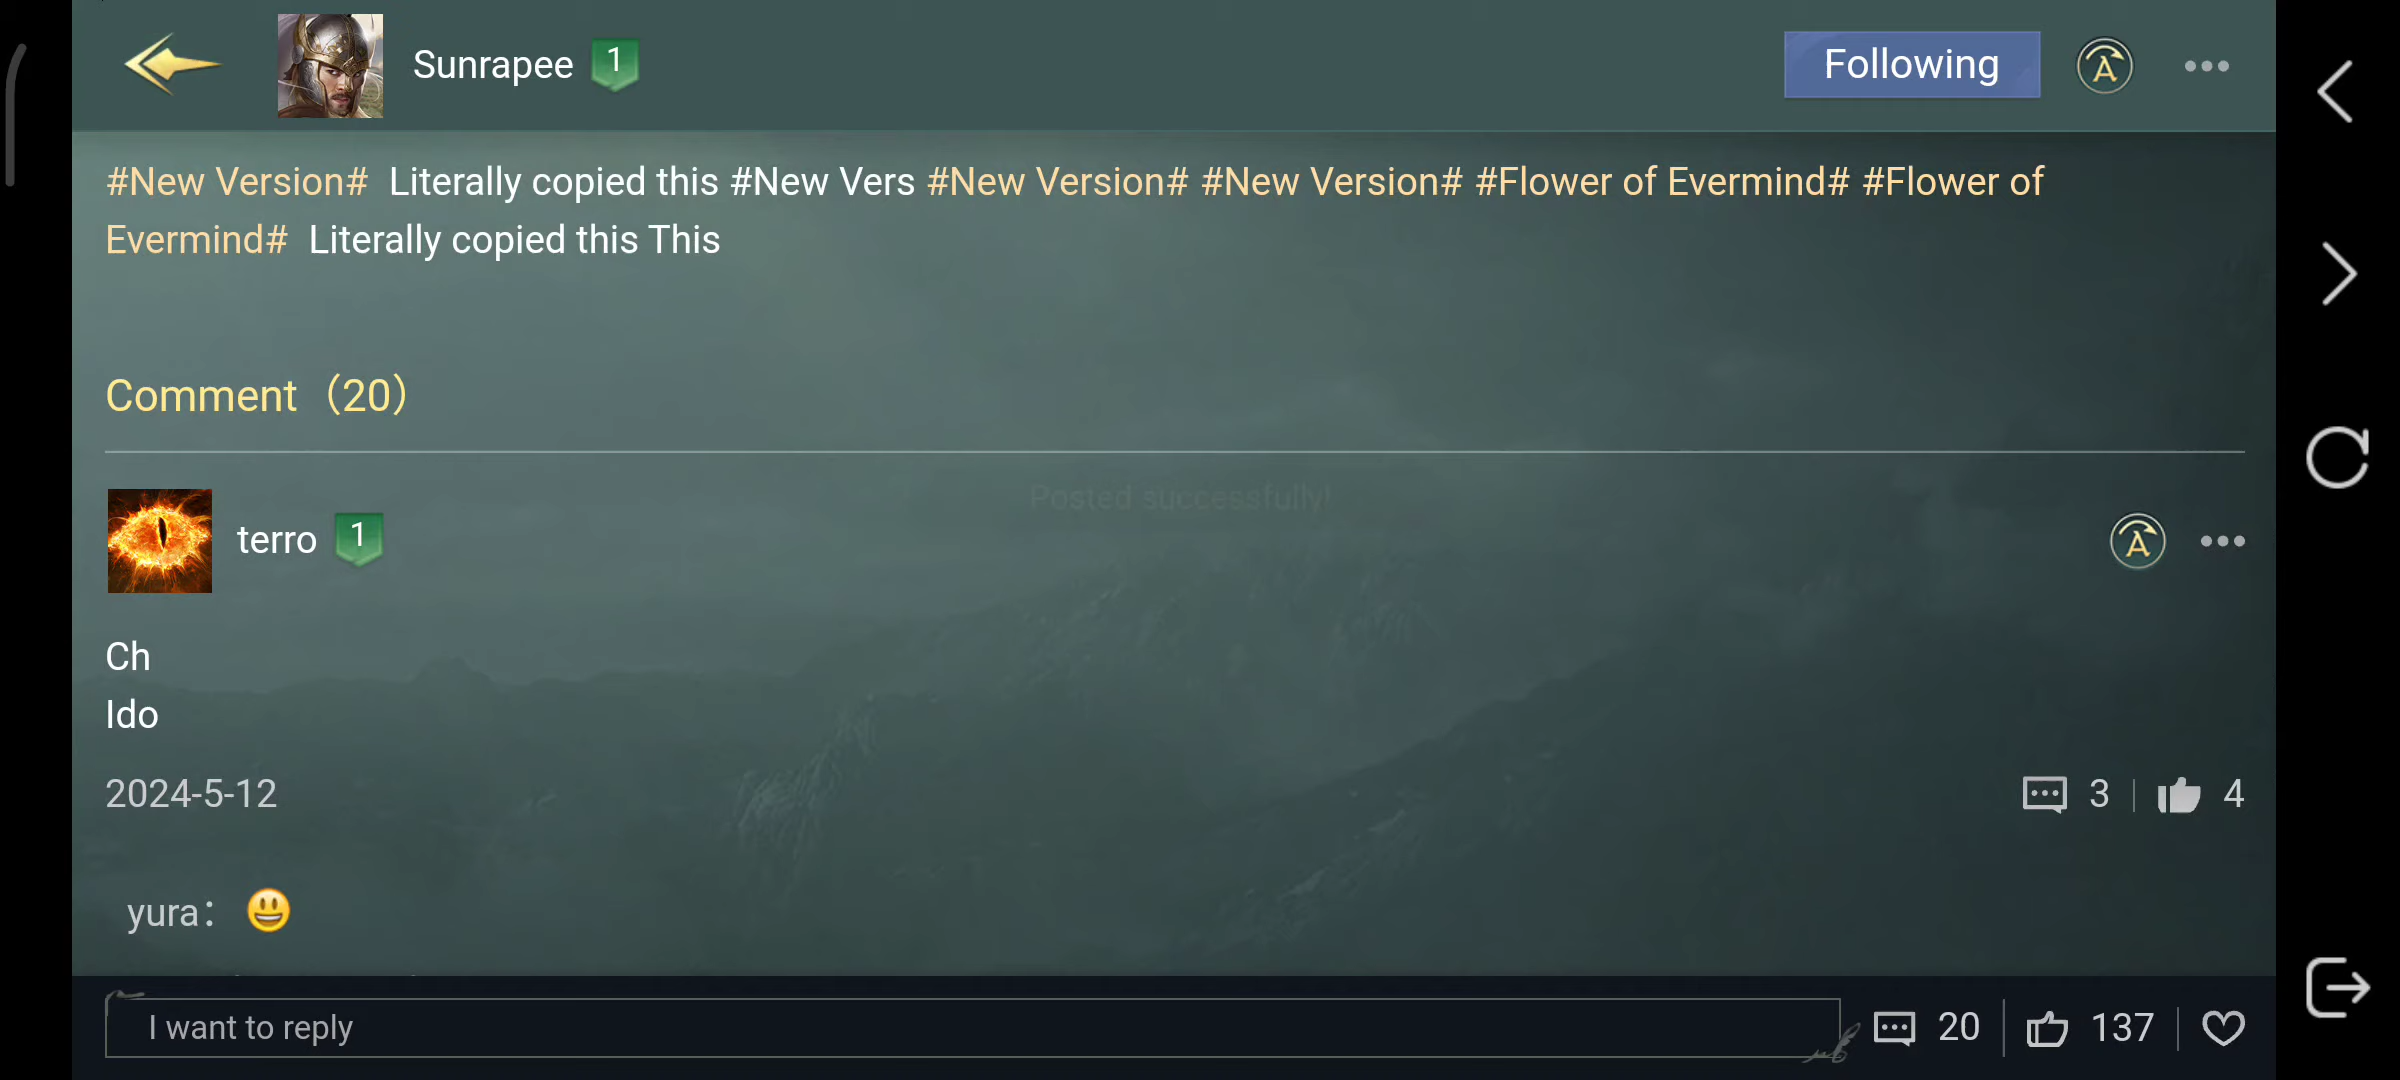 Sunrapee 1
Following
#New Version# Literally copied this #New Vers #New Version# #New Version# #Flower of Evermind# #Flower of
Evermind# Literally copied this This
Comment（20）
Posted successfully!
terro 1
Ch
Ido
2024-5-12
3
4
yura：😃
I want to reply
20
137